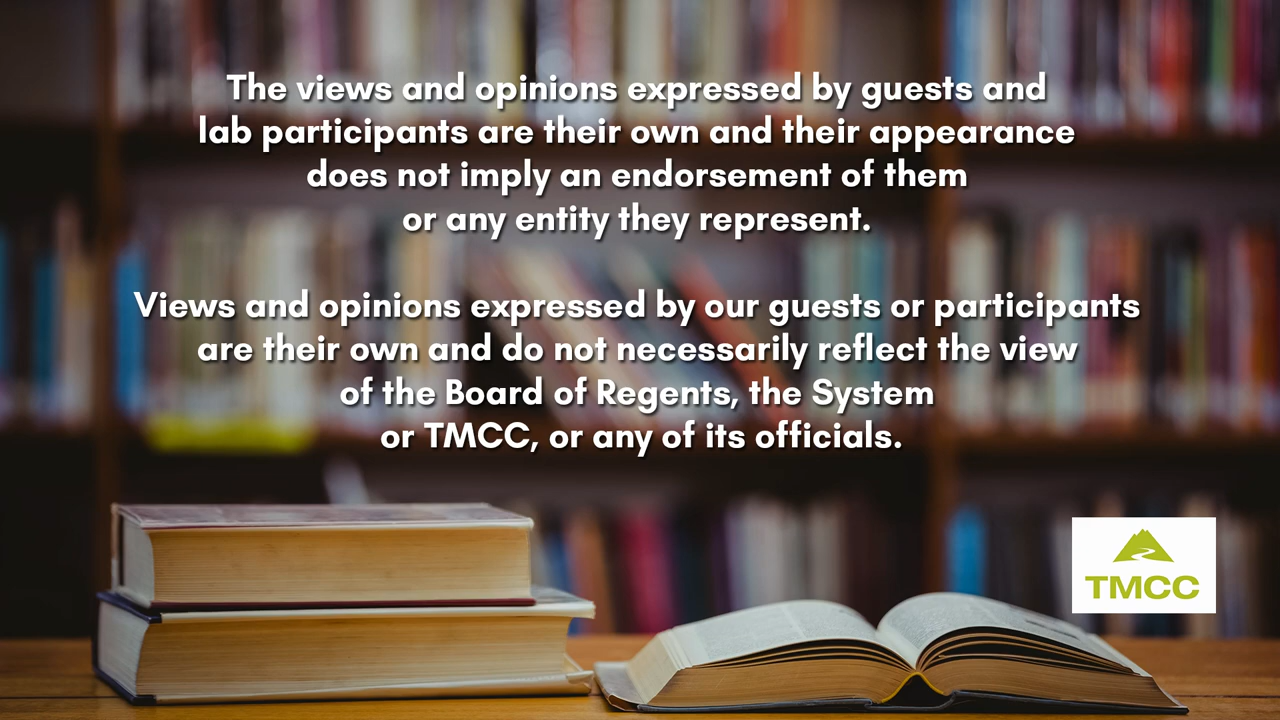 The views and opinions expressed by guests and
lab participants are their own and their appearance
does not imply an endorsement of them
or any entity they represent.
Views and opinions expressed by our guests or participants
are their own and do not necessarily reflect the view
of the Board of Regents, the System
or TMCC, or any of its officials.
TMCC